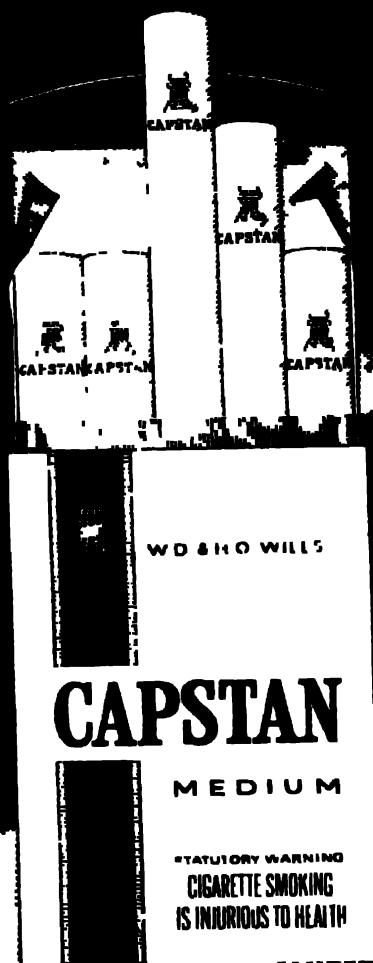 CAPSTAN
CAPSTAN
CAPSTAN CAPSTAN CAPSTAN
WD & HO WILLS
CAPSTAN
MEDIUM
STATUTORY WARNING
CIGARETTE SMOKING
IS INJURIOUS TO HEALTH